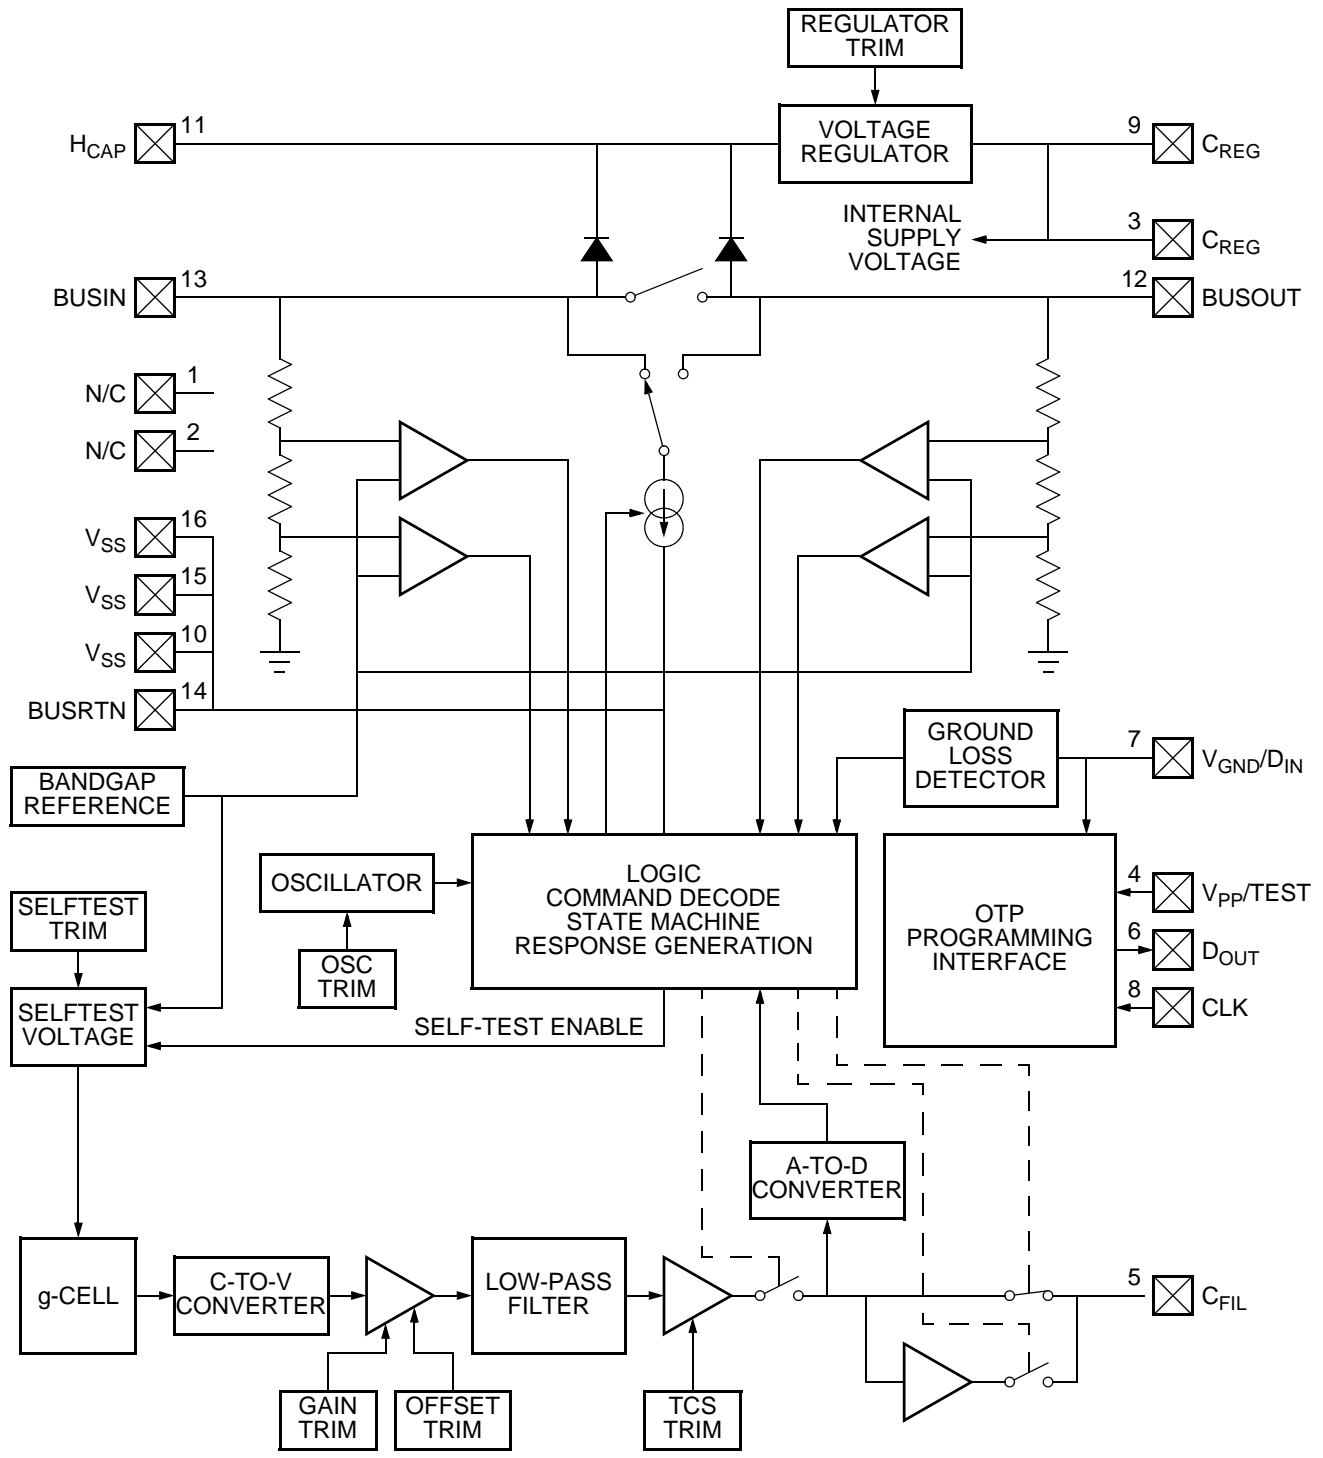 REGULATOR
TRIM
HCAP
11
VOLTAGE
REGULATOR
9
CREG
INTERNAL
SUPPLY
VOLTAGE
3
CREG
BUSIN
13
12
BUSOUT
N/C
1
N/C
2
VSS
16
VSS
15
VSS
10
BUSRTN
14
GROUND
LOSS
DETECTOR
7
VGND/DIN
BANDGAP
REFERENCE
OSCILLATOR
LOGIC
COMMAND DECODE
STATE MACHINE
RESPONSE GENERATION
OTP
PROGRAMMING
INTERFACE
4
VPP/TEST
6
DOUT
8
CLK
SELFTEST
TRIM
OSC
TRIM
SELFTEST
VOLTAGE
SELF-TEST ENABLE
A-TO-D
CONVERTER
g-CELL
C-TO-V
CONVERTER
LOW-PASS
FILTER
5
CFIL
GAIN
TRIM
OFFSET
TRIM
TCS
TRIM